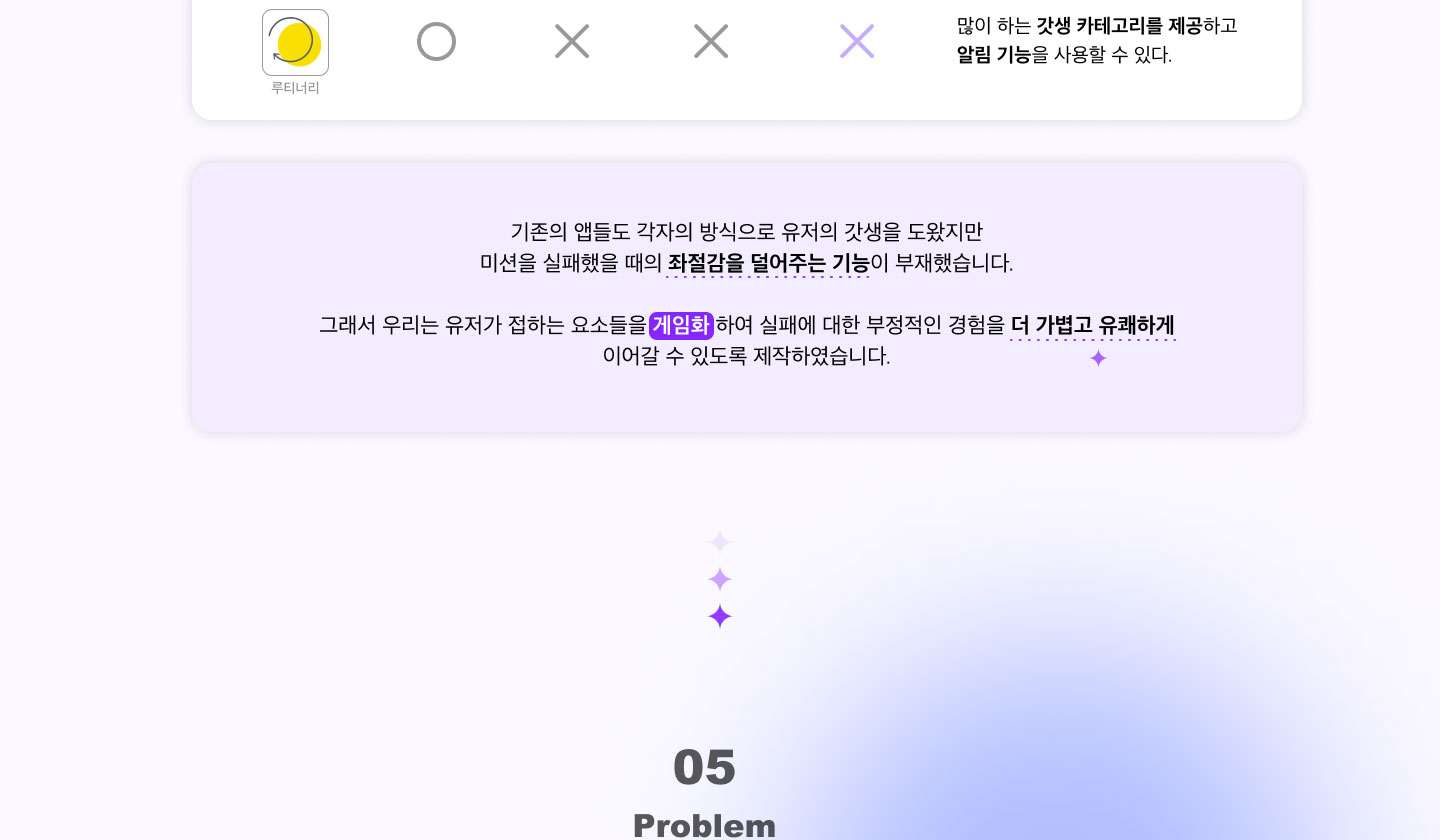 많이 하는 갓생 카테고리를 제공하고
알림 기능을 사용할 수 있다.
루티너리
기존의 앱들도 각자의 방식으로 유저의 갓생을 도왔지만
미션을 실패했을 때의 좌절감을 덜어주는 기능이 부재했습니다.
그래서 우리는 유저가 접하는 요소들을 게임화하여 실패에 대한 부정적인 경험을 더 가볍고 유쾌하게
이어갈 수 있도록 제작하였습니다.
05
Problem